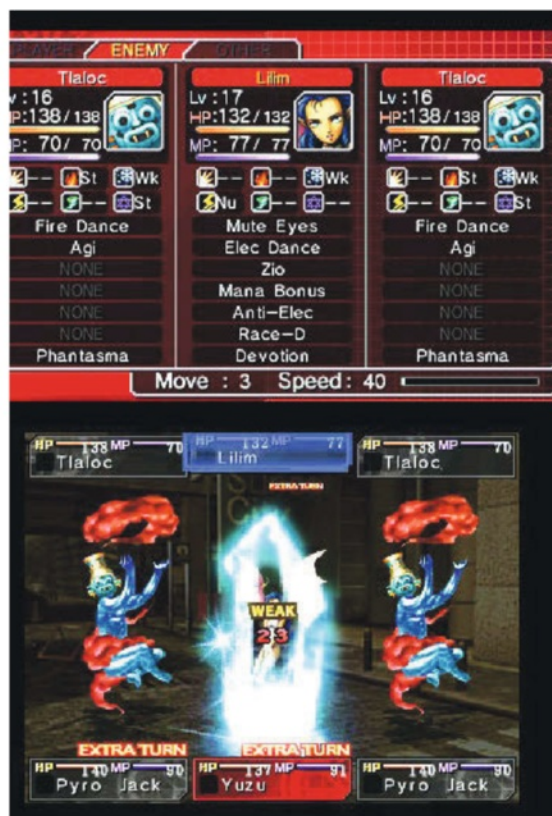 PLAYER ENEMY OTHER
Tlaloc Lilim Tlaloc
v :16 Lv :17 Lv :16
HP:138/138 HP:132/132 HP:138/138
MP: 70/ 70 MP: 77/ 77 MP: 70/ 70
-- St Wk -- -- Wk -- St Wk
-- -- St Nu -- -- -- -- St
Fire Dance Mute Eyes Fire Dance
Agi Elec Dance Agi
NONE Zio NONE
NONE Mana Bonus NONE
NONE Anti-Elec NONE
NONE Race-D NONE
Phantasma Devotion Phantasma
Move : 3 Speed: 40
HP 138 MP 70 HP 132 MP 77 HP 138 MP 70
Tlaloc Lilim Tlaloc
EXTRA TURN
WEAK
23
EXTRA TURN EXTRA TURN
HP 140 MP 90 HP 137 MP 91 HP 140 MP 90
Pyro Jack Yuzu Pyro Jack